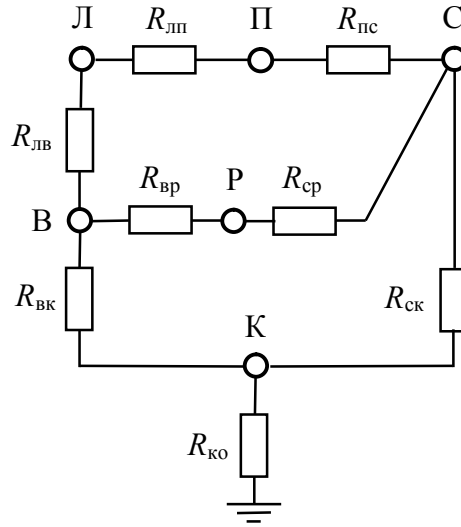 Л П С
Rлп Rпс
Rлв
Rвр Р Rср
В
Rвк Rск
К
Rко